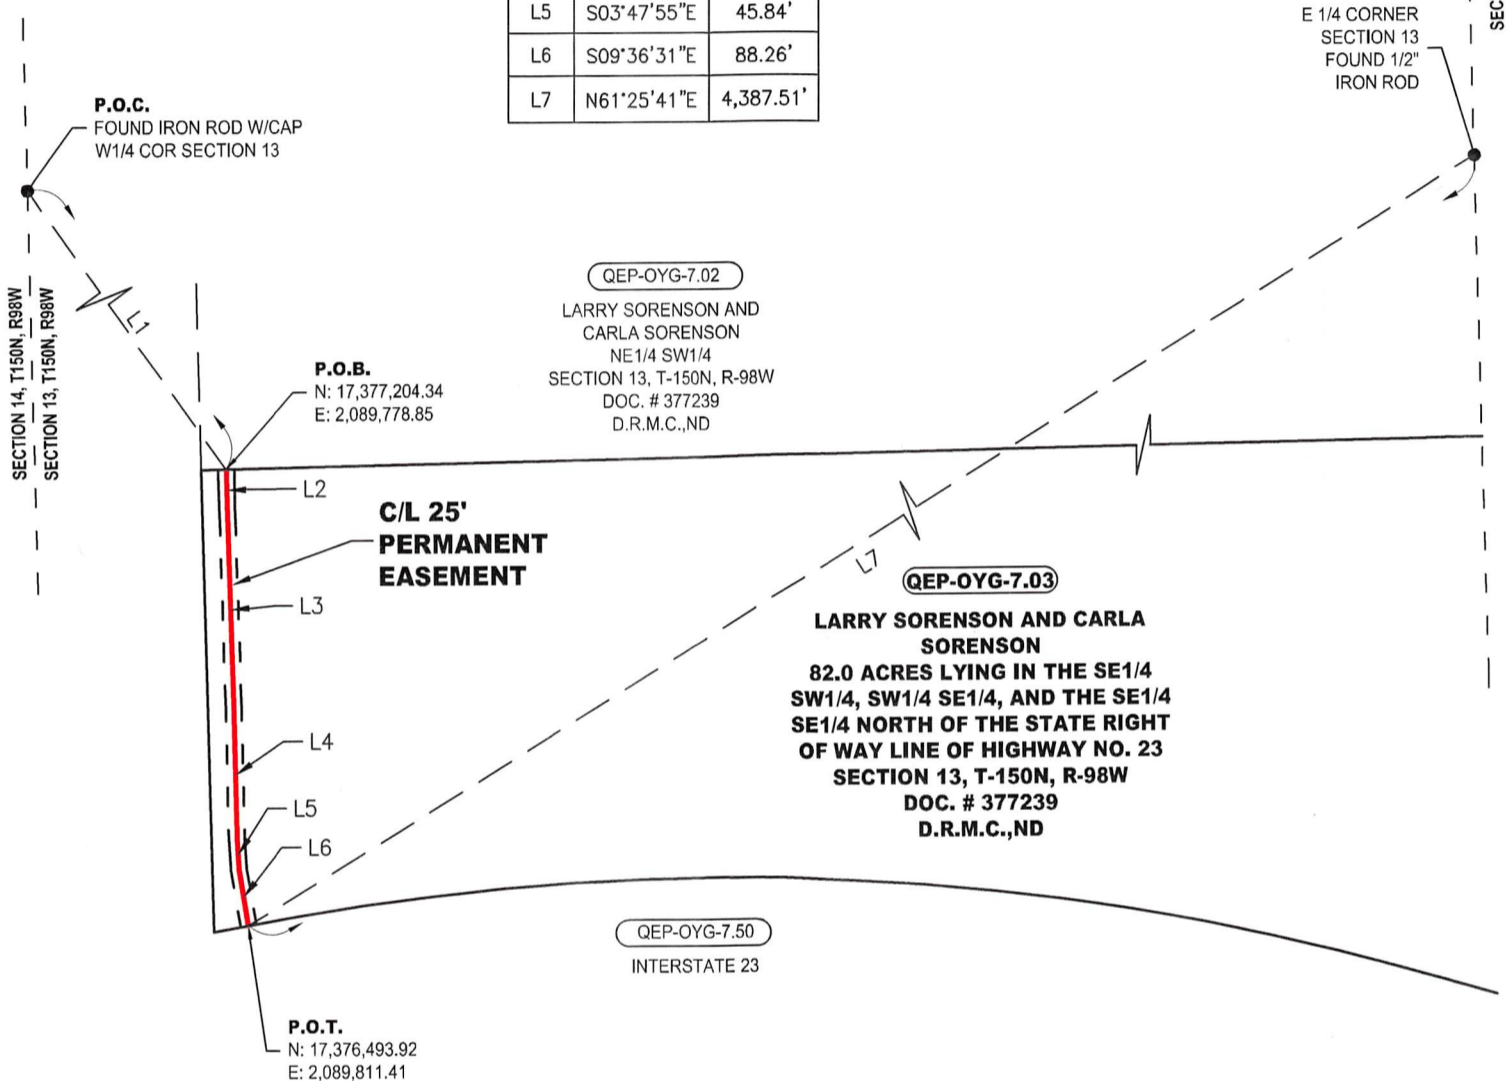 L5 S03°47'55"E 45.84'
L6 S09°36'31"E 88.26'
L7 N61°25'41"E 4,387.51'
E 1/4 CORNER
SECTION 13
FOUND 1/2"
IRON ROD
SEC
P.O.C.
FOUND IRON ROD W/CAP
W1/4 COR SECTION 13
SECTION 14, T150N, R98W
SECTION 13, T150N, R98W
L1
QEP-OYG-7.02
LARRY SORENSON AND
CARLA SORENSON
NE1/4 SW1/4
SECTION 13, T-150N, R-98W
DOC. # 377239
D.R.M.C.,ND
P.O.B.
N: 17,377,204.34
E: 2,089,778.85
L2
C/L 25'
PERMANENT
EASEMENT
L3
L4
L5
L6
L7
QEP-OYG-7.03
LARRY SORENSON AND CARLA
SORENSON
82.0 ACRES LYING IN THE SE1/4
SW1/4, SW1/4 SE1/4, AND THE SE1/4
SE1/4 NORTH OF THE STATE RIGHT
OF WAY LINE OF HIGHWAY NO. 23
SECTION 13, T-150N, R-98W
DOC. # 377239
D.R.M.C.,ND
QEP-OYG-7.50
INTERSTATE 23
P.O.T.
N: 17,376,493.92
E: 2,089,811.41